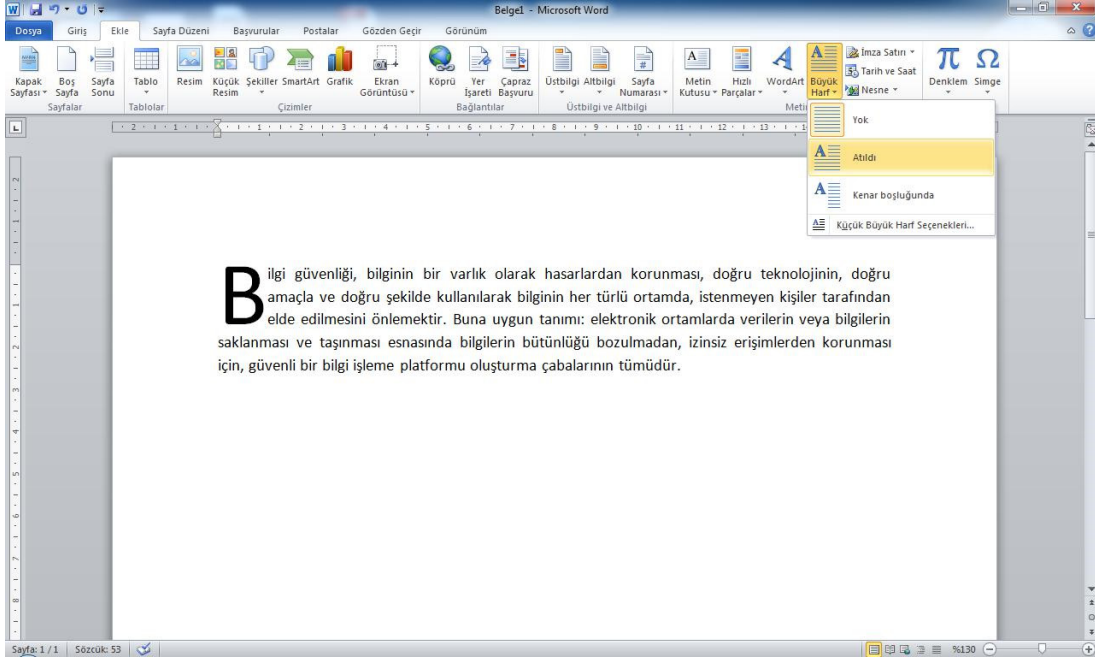 Belge1 - Microsoft Word
Dosya Giriş Ekle Sayfa Düzeni Başvurular Postalar Gözden Geçir Görünüm
Kapak Sayfası Boş Sayfa Sayfa Sonu
Sayfalar
Tablo
Tablolar
Resim Küçük Resim Şekiller SmartArt Grafik Ekran Görüntüsü
Çizimler
Köprü Yer İşareti Çapraz Başvuru
Bağlantılar
Üstbilgi Altbilgi Sayfa Numarası
Üstbilgi ve Altbilgi
Metin Kutusu Hızlı Parçalar WordArt Büyük Harf
İmza Satırı
Tarih ve Saat
Nesne
Denklem Simge
Yok
Atıldı
Kenar boşluğunda
Küçük Büyük Harf Seçenekleri...
Bilgi güvenliği, bilginin bir varlık olarak hasarlardan korunması, doğru teknolojinin, doğru
amaçla ve doğru şekilde kullanılarak bilginin her türlü ortamda, istenmeyen kişiler tarafından
elde edilmesini önlemektir. Buna uygun tanımı: elektronik ortamlarda verilerin veya bilgilerin
saklanması ve taşınması esnasında bilgilerin bütünlüğü bozulmadan, izinsiz erişimlerden korunması
için, güvenli bir bilgi işleme platformu oluşturma çabalarının tümüdür.
Sayfa: 1 / 1 Sözcük: 53 %130